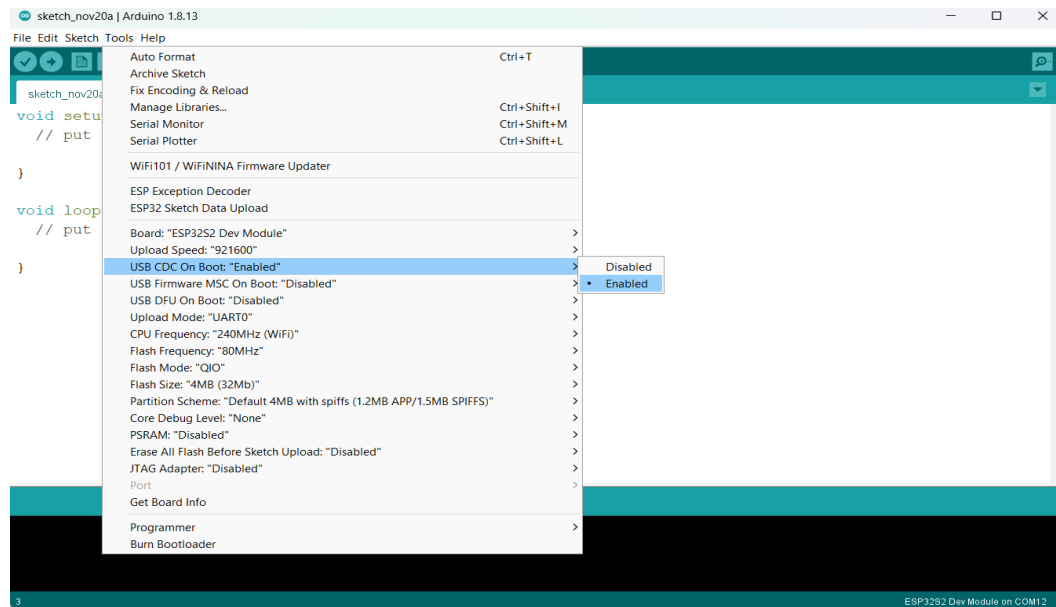 sketch_nov20a | Arduino 1.8.13
File Edit Sketch Tools Help
sketch_nov20a
void setu
// put
}
void loop
// put
}
Auto Format Ctrl+T
Archive Sketch
Fix Encoding & Reload
Manage Libraries... Ctrl+Shift+I
Serial Monitor Ctrl+Shift+M
Serial Plotter Ctrl+Shift+L
WiFi101 / WiFiNINA Firmware Updater
ESP Exception Decoder
ESP32 Sketch Data Upload
Board: "ESP32S2 Dev Module"
Upload Speed: "921600"
USB CDC On Boot: "Enabled"
Disabled
Enabled
USB Firmware MSC On Boot: "Disabled"
USB DFU On Boot: "Disabled"
Upload Mode: "UART0"
CPU Frequency: "240MHz (WiFi)"
Flash Frequency: "80MHz"
Flash Mode: "QIO"
Flash Size: "4MB (32Mb)"
Partition Scheme: "Default 4MB with spiffs (1.2MB APP/1.5MB SPIFFS)"
Core Debug Level: "None"
PSRAM: "Disabled"
Erase All Flash Before Sketch Upload: "Disabled"
JTAG Adapter: "Disabled"
Port
Get Board Info
Programmer
Burn Bootloader
3
ESP32S2 Dev Module on COM12